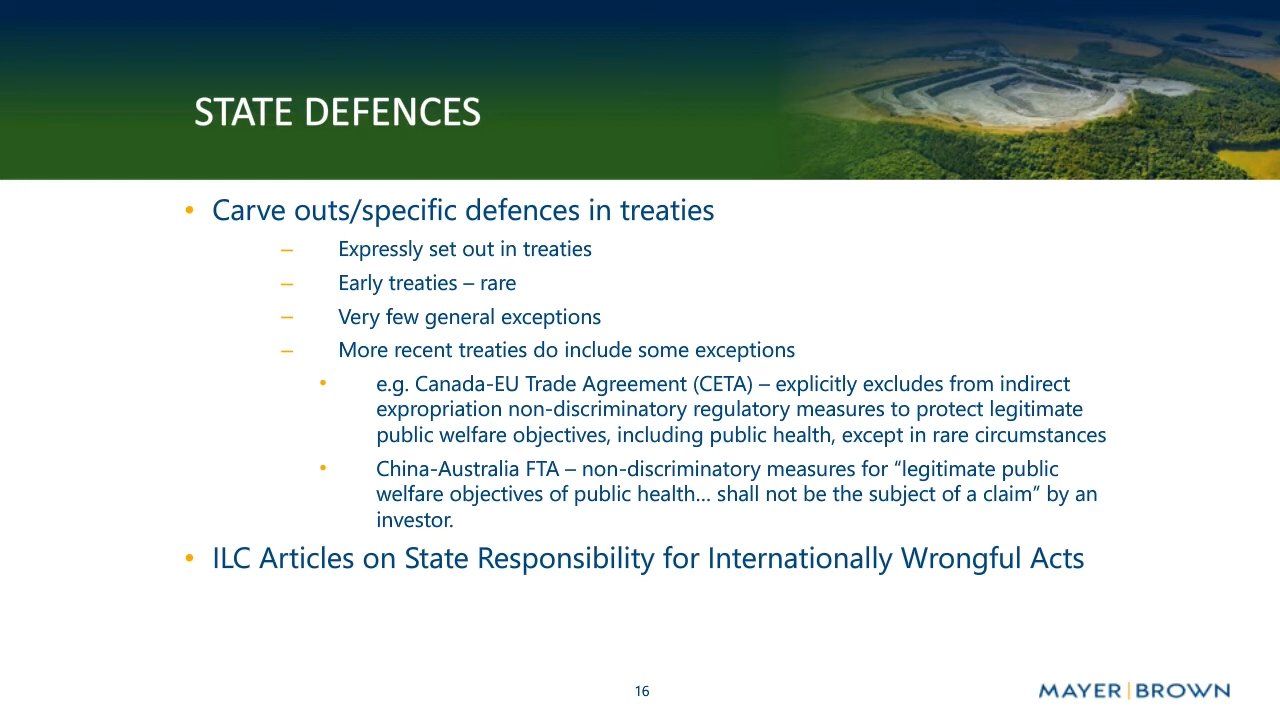 STATE DEFENCES
• Carve outs/specific defences in treaties
– Expressly set out in treaties
– Early treaties – rare
– Very few general exceptions
– More recent treaties do include some exceptions
• e.g. Canada-EU Trade Agreement (CETA) – explicitly excludes from indirect
expropriation non-discriminatory regulatory measures to protect legitimate
public welfare objectives, including public health, except in rare circumstances
• China-Australia FTA – non-discriminatory measures for “legitimate public
welfare objectives of public health… shall not be the subject of a claim” by an
investor.
• ILC Articles on State Responsibility for Internationally Wrongful Acts
16
MAYER|BROWN